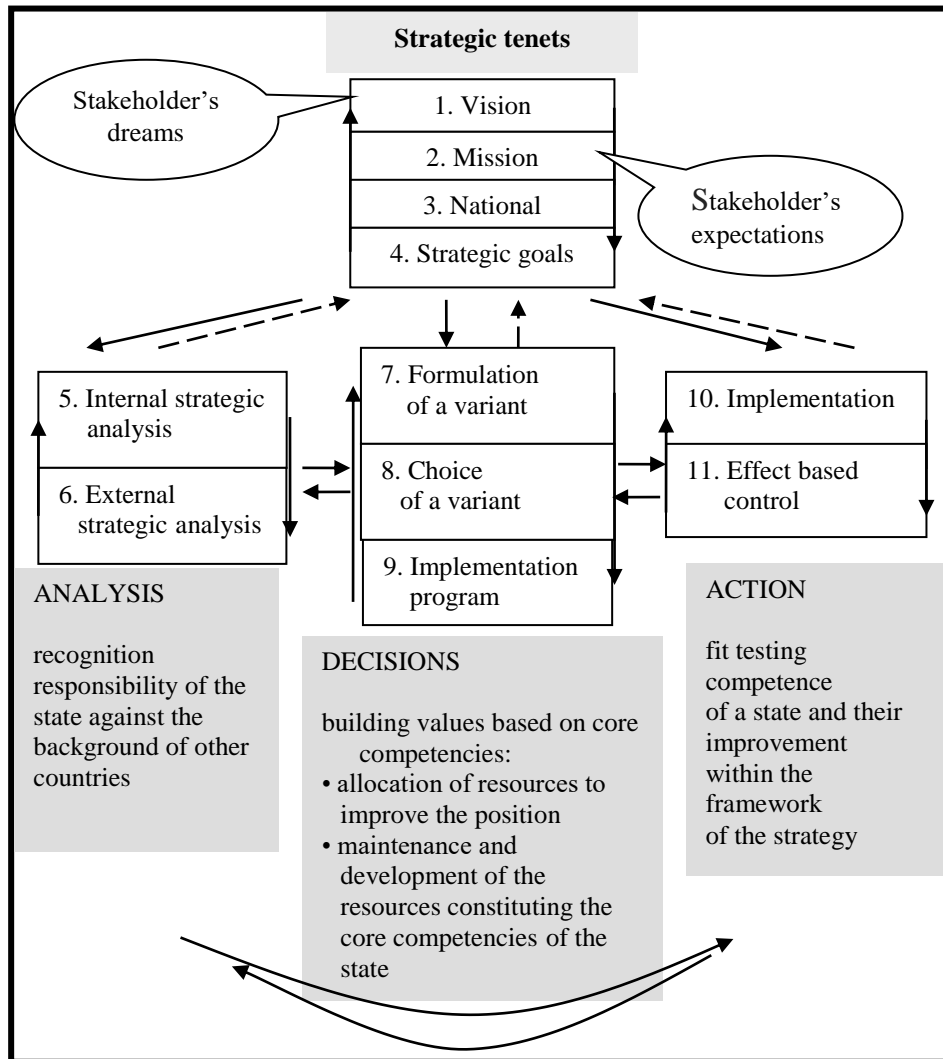 Strategic tenets
Stakeholder's
dreams
1. Vision
2. Mission
3. National
4. Strategic goals
Stakeholder's
expectations
5. Internal strategic
analysis
6. External
strategic analysis
7. Formulation
of a variant
8. Choice
of a variant
9. Implementation
program
10. Implementation
11. Effect based
control
ANALYSIS
recognition
responsibility of the
state against the
background of other
countries
DECISIONS
building values based on core
competencies:
• allocation of resources to
improve the position
• maintenance and
development of the
resources constituting the
core competencies of the
state
ACTION
fit testing
competence
of a state and their
improvement
within the
framework
of the strategy